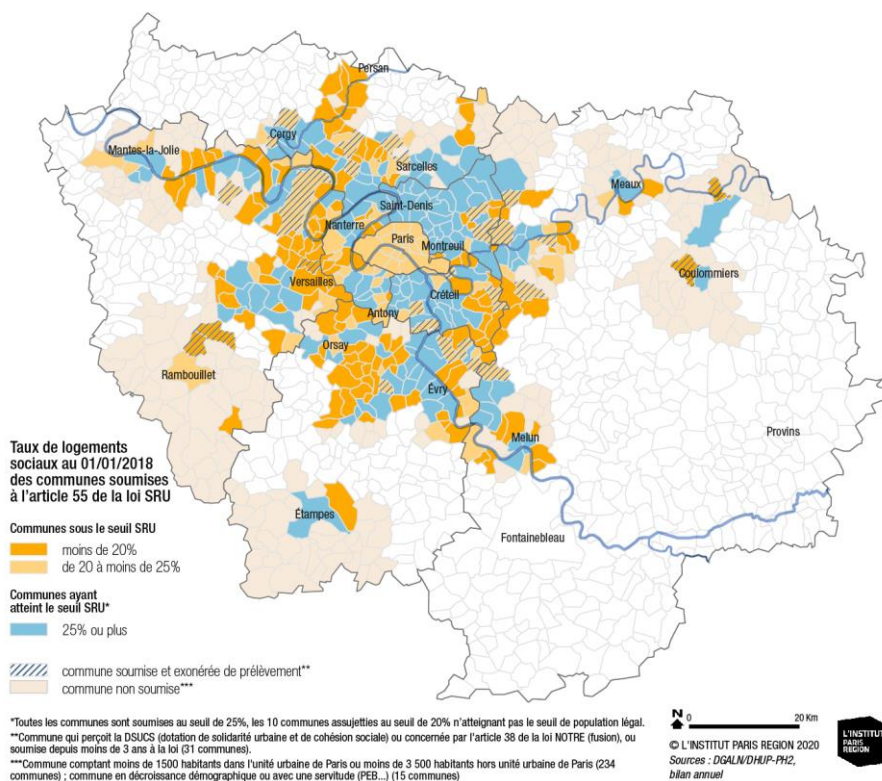 Persan
Cergy
Mantes-la-Jolie
Sarcelles
Meaux
Saint-Denis
Nanterre
Paris
Montreuil
Coulommiers
Versailles
Créteil
Antony
Orsay
Rambouillet
Évry
Melun
Provins
Étampes
Fontainebleau
Taux de logements
sociaux au 01/01/2018
des communes soumises
à l'article 55 de la loi SRU
Communes sous le seuil SRU
moins de 20%
de 20 à moins de 25%
Communes ayant
atteint le seuil SRU*
25% ou plus
commune soumise et exonérée de prélèvement**
commune non soumise***
*Toutes les communes sont soumises au seuil de 25%, les 10 communes assujetties au seuil de 20% n'atteignant pas le seuil de population légal.
**Commune qui perçoit la DSUCS (dotation de solidarité urbaine et de cohésion sociale) ou concernée par l'article 38 de la loi NOTRE (fusion), ou
soumise depuis moins de 3 ans à la loi (31 communes).
***Commune comptant moins de 1500 habitants dans l'unité urbaine de Paris ou moins de 3 500 habitants hors unité urbaine de Paris (234
communes) ; commune en décroissance démographique ou avec une servitude (PEB...) (15 communes)
N
0 20 Km
© L'INSTITUT PARIS REGION 2020
Sources : DGALN/DHUP-PH2,
bilan annuel
L'INSTITUT
PARIS
REGION